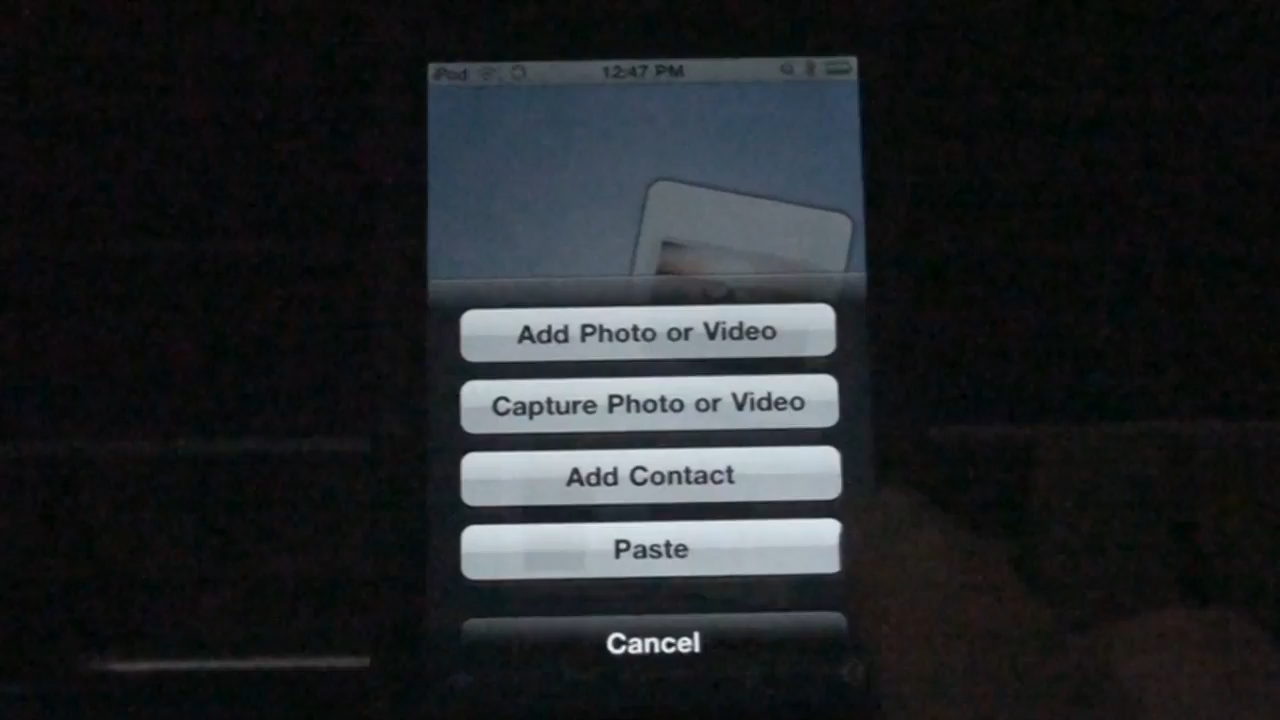 iPod 12:47 PM
Add Photo or Video
Capture Photo or Video
Add Contact
Paste
Cancel